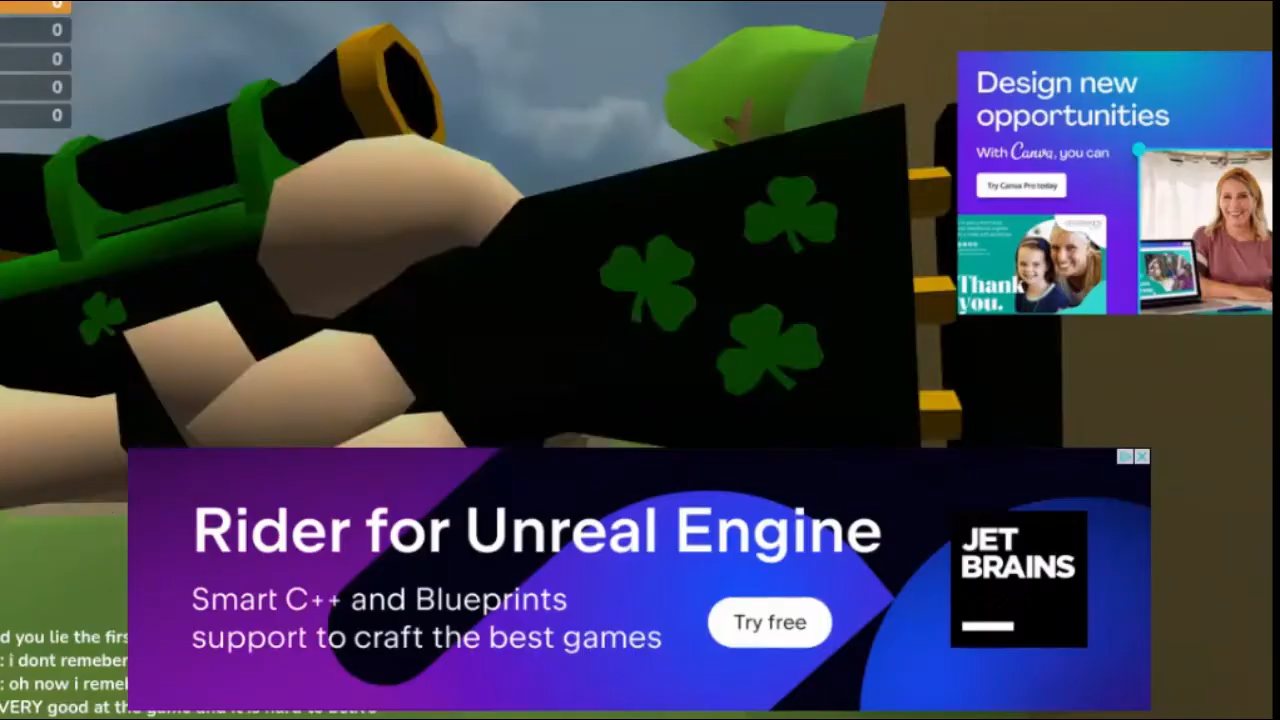 0
0
0
0
0
Design new
opportunities
With Canva, you can
Try Canva Pro today
Thank
you.
Rider for Unreal Engine
Smart C++ and Blueprints
support to craft the best games
Try free
JET
BRAINS
d you lie the firs
: i dont remeber
: oh now i remel
VERY good at the game and it is hard to